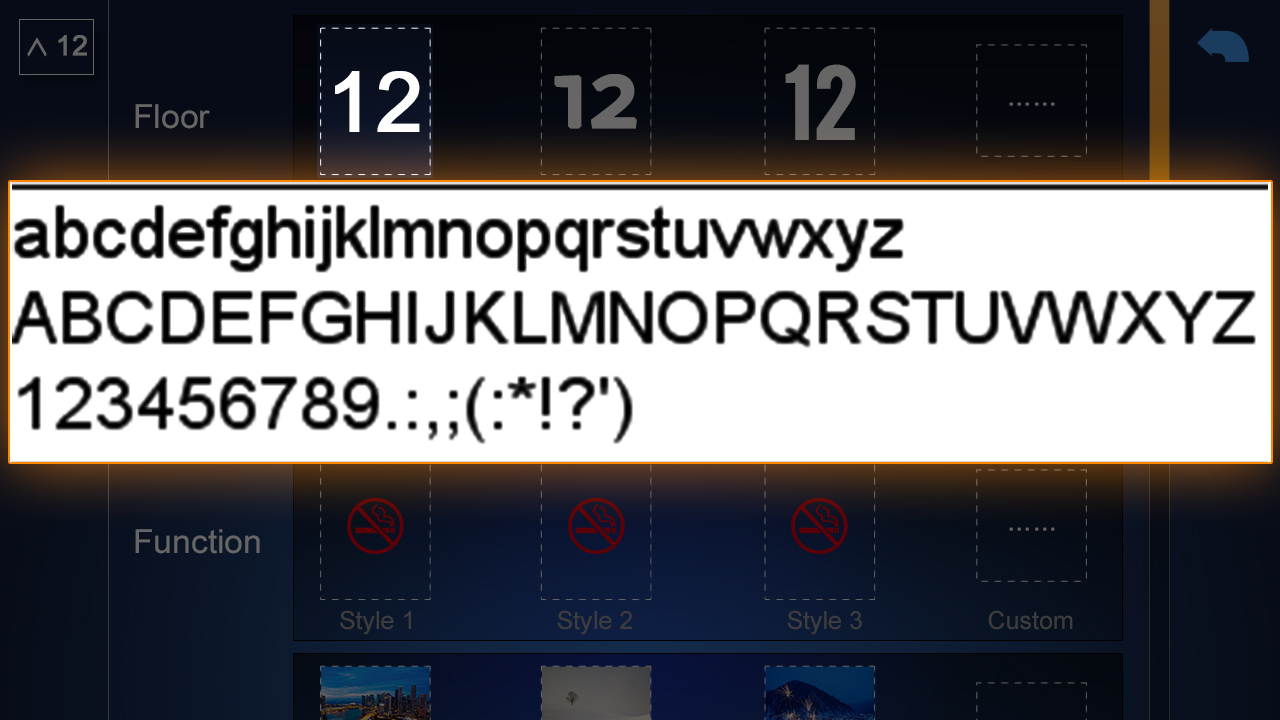 12
12
12
12
......
Floor
abcdefghijklmnopqrstuvwxyz
ABCDEFGHIJKLMNOPQRSTUVWXYZ
123456789.:,;(:*!?')
Function
......
Style 1
Style 2
Style 3
Custom